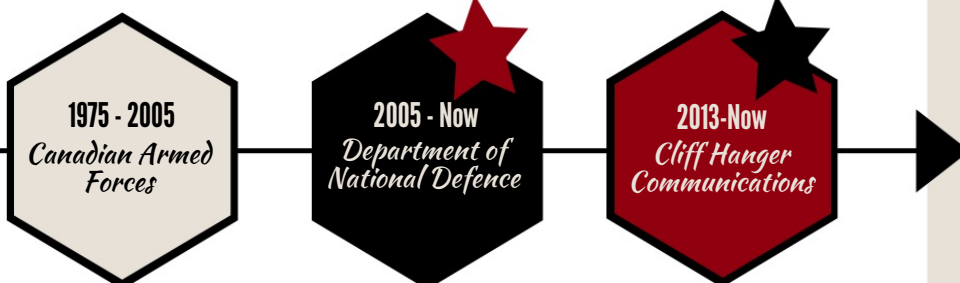 1975 - 2005
Canadian Armed
Forces
2005 - Now
Department of
National Defence
2013-Now
Cliff Hanger
Communications